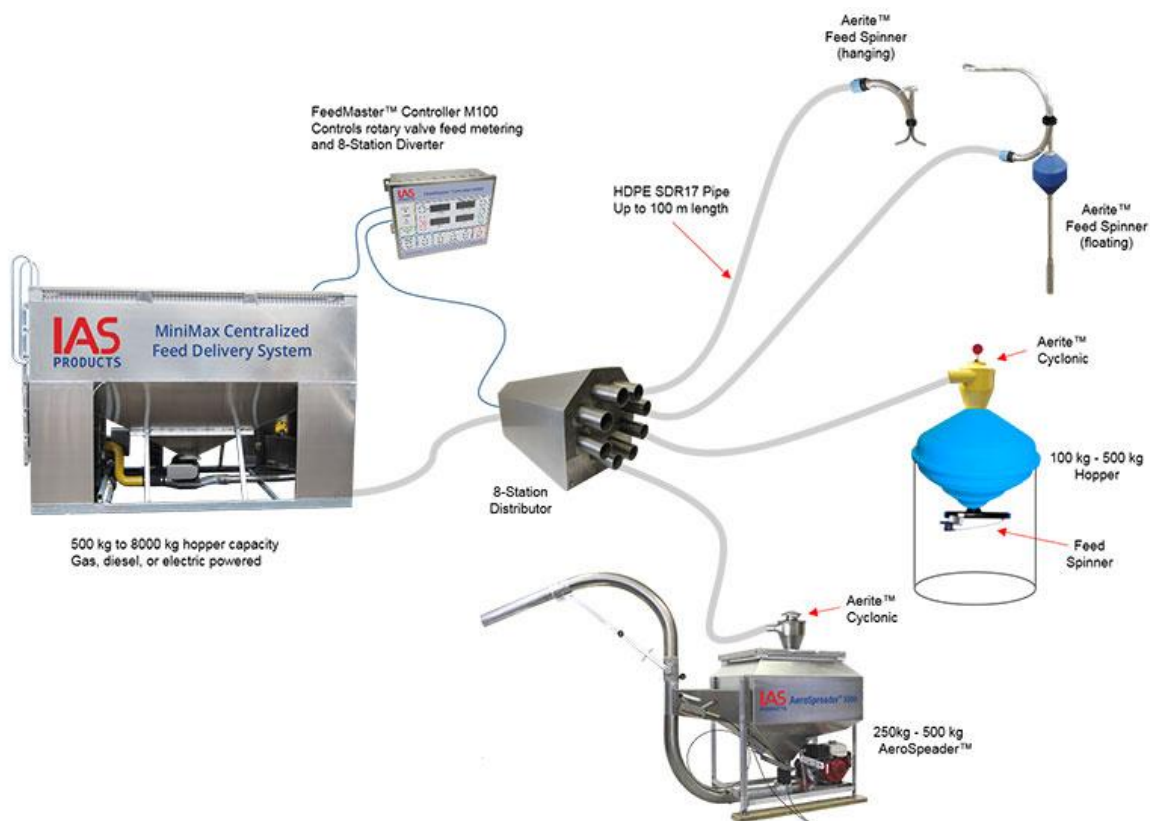 Aerite™
Feed Spinner
(hanging)
FeedMaster™ Controller M100
Controls rotary valve feed metering
and 8-Station Diverter
HDPE SDR17 Pipe
Up to 100 m length
Aerite™
Feed Spinner
(floating)
IAS
IAS
PRODUCTS
MiniMax Centralized
Feed Delivery System
Aerite™
Cyclonic
100 kg - 500 kg
Hopper
8-Station
Distributor
Feed
Spinner
500 kg to 8000 kg hopper capacity
Gas, diesel, or electric powered
Aerite™
Cyclonic
IAS
PRODUCTS
AeroSpreader™
250kg - 500 kg
AeroSpeader™